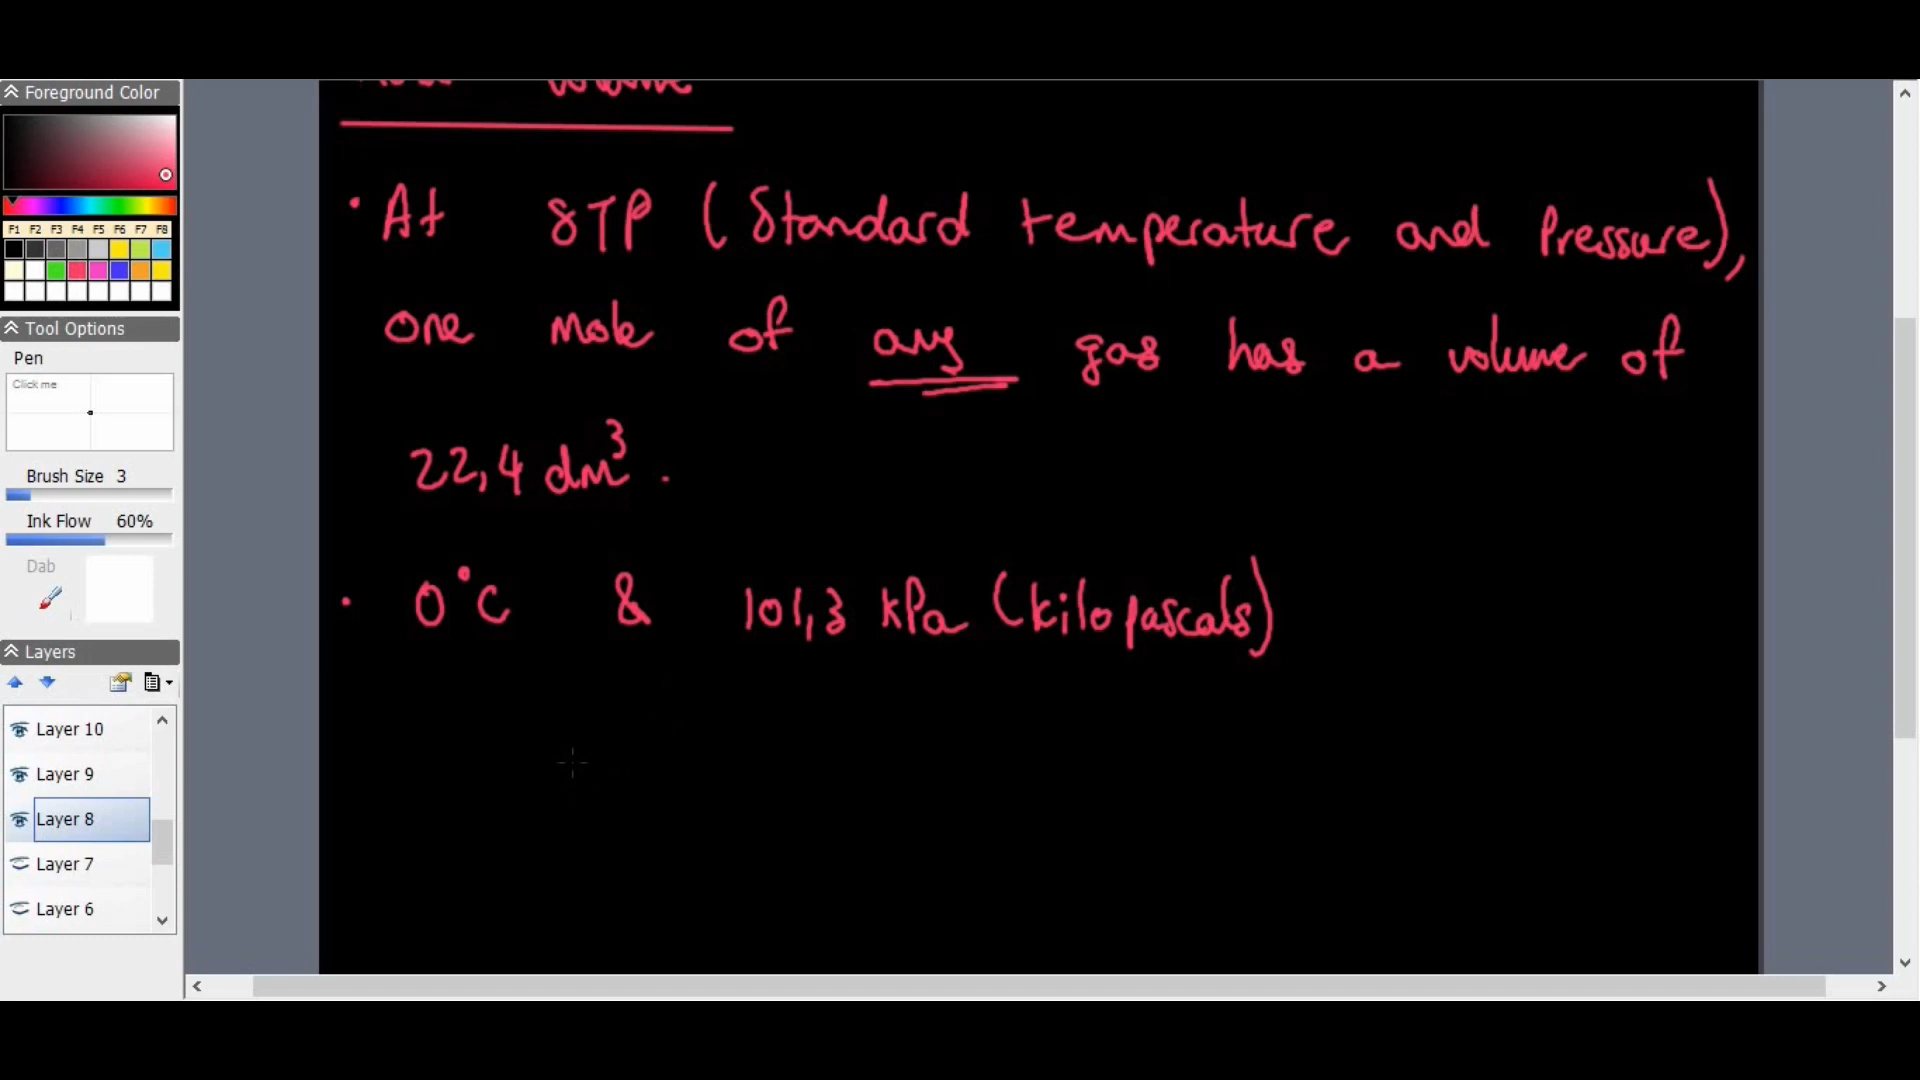 Foreground Color
F1 F2 F3 F4 F5 F6 F7 F8
Tool Options
Pen
Click me
Brush Size 3
Ink Flow 60%
Dab
Layers
Layer 10
Layer 9
Layer 8
Layer 7
Layer 6
volume
• At STP (Standard temperature and Pressure),
one mole of any gas has a volume of
22,4 dm³.
• 0°C & 101,3 kPa (kilopascals)